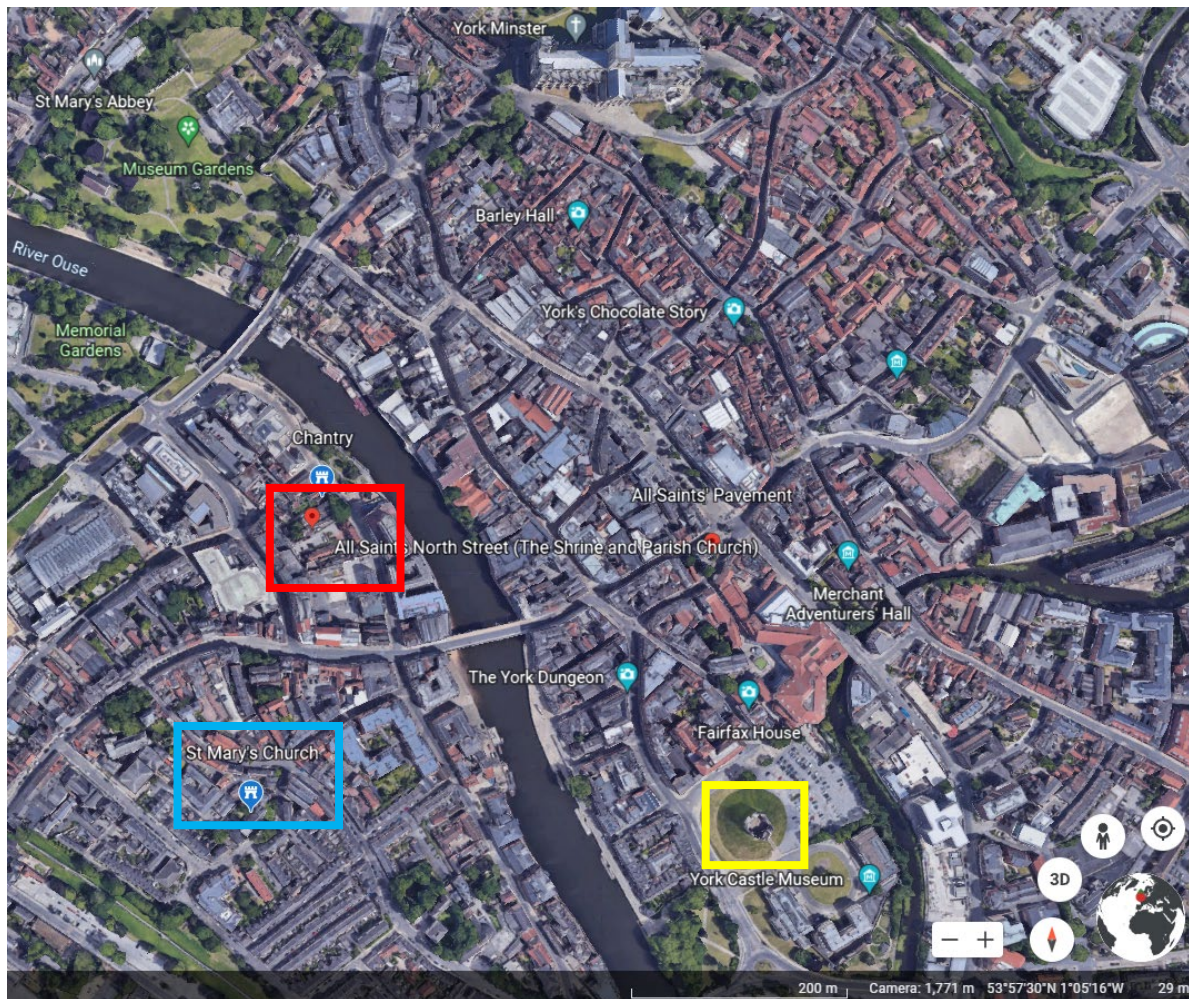 York Minster
St Mary's Abbey
Museum Gardens
Barley Hall
River Ouse
York's Chocolate Story
Memorial
Gardens
Chantry
All Saints' Pavement
All Saints North Street (The Shrine and Parish Church)
Merchant
Adventurers' Hall
The York Dungeon
Fairfax House
St Mary's Church
York Castle Museum
3D
200 m
Camera: 1,771 m 53°57'30"N 1°05'16"W 29 m